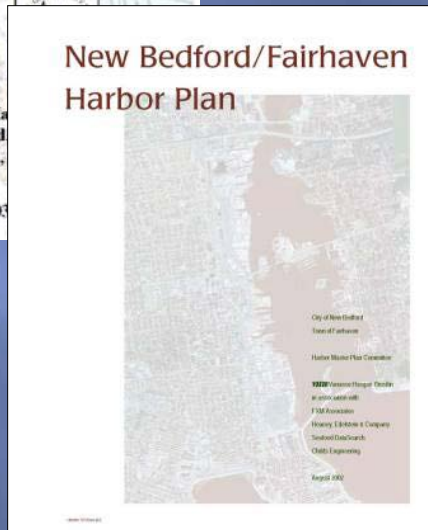 New Bedford/Fairhaven
Harbor Plan
City of New Bedford
Town of Fairhaven
Harbor Master Plan Committee
Vanasse Hangen Brustlin
in association with
FXM Associates
Heaney, Edelstein & Company
Seafood DataSearch
Childs Engineering
August 2002